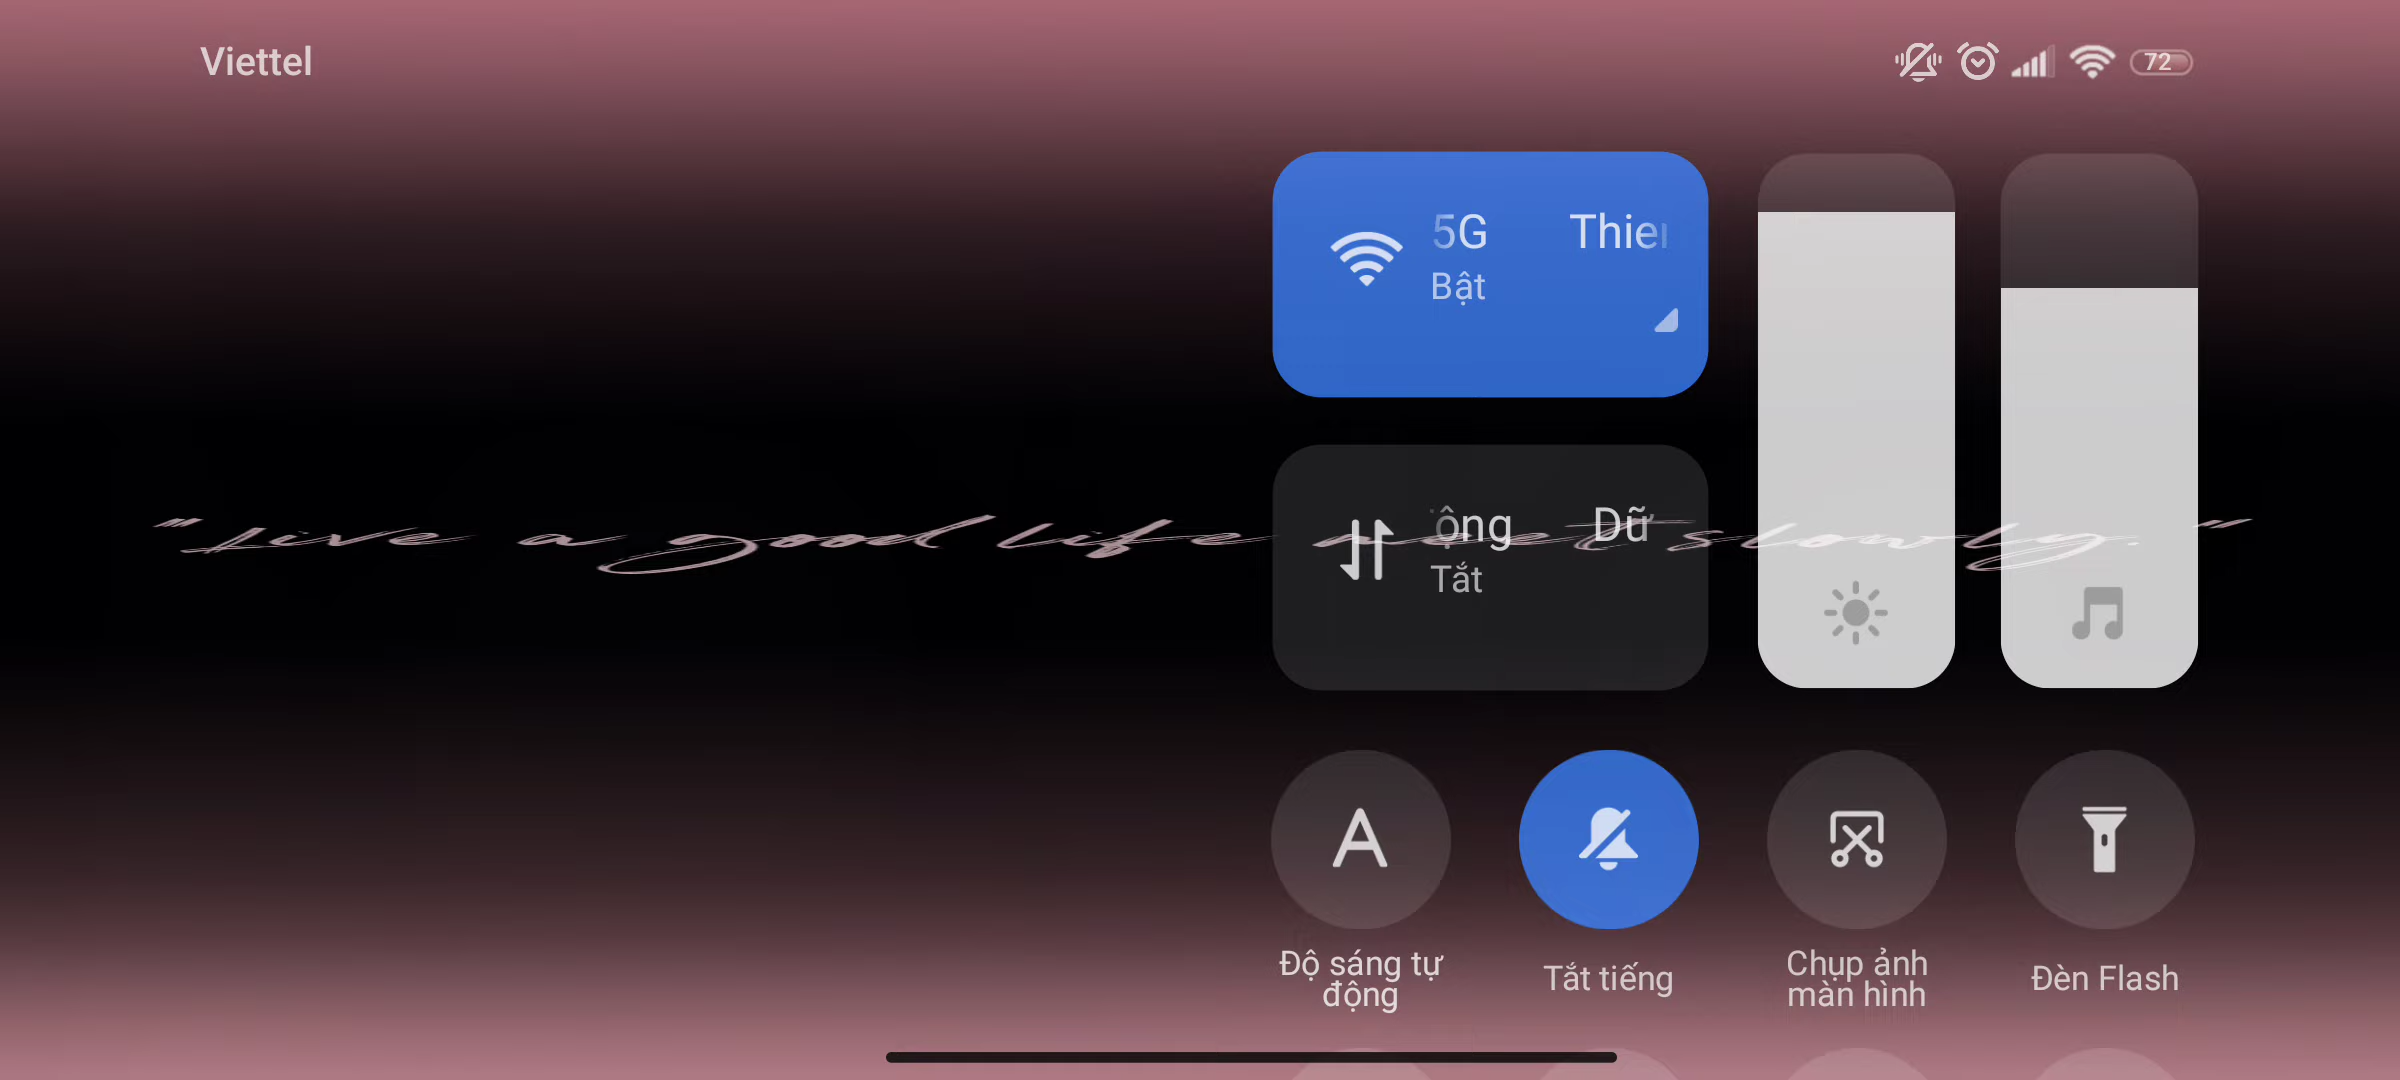 Viettel
72
5G Thie
Bật
ộng Dữ
Tắt
"Live a good life slowly."
Độ sáng tự
động
Tắt tiếng
Chụp ảnh
màn hình
Đèn Flash